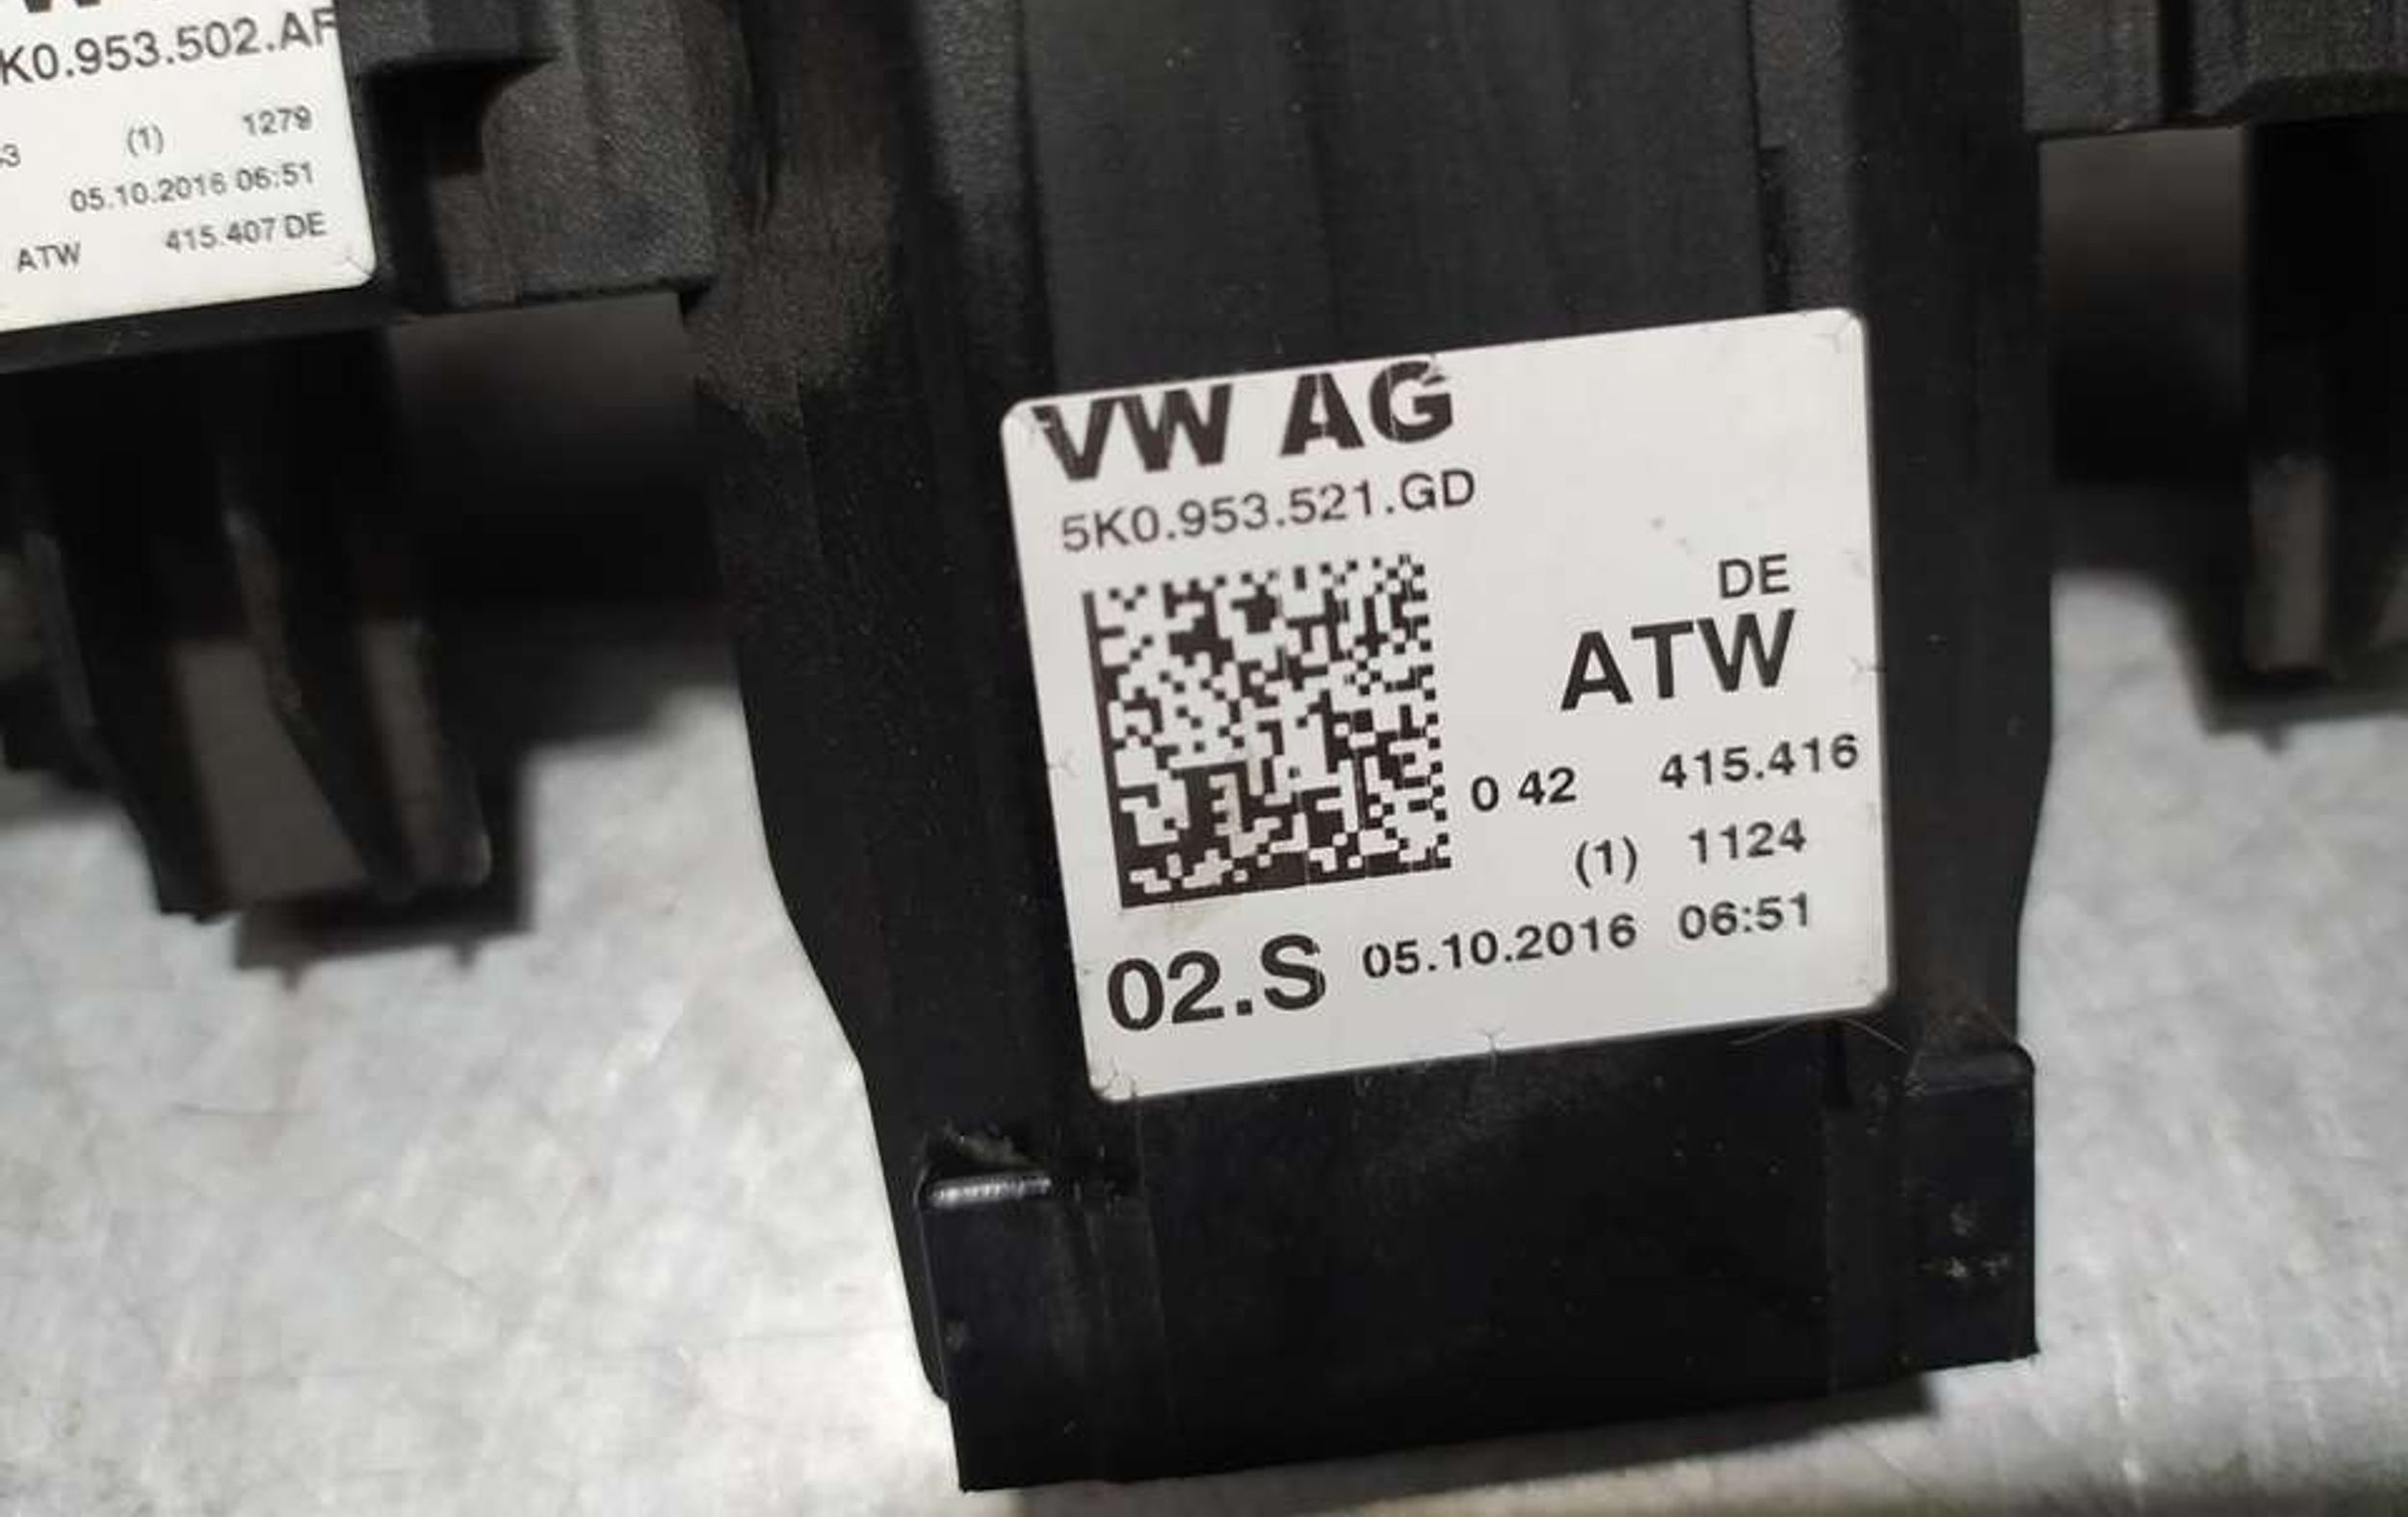 K0.953.502.AF
(1) 1279
05.10.2016 06:51
ATW 415.407 DE
VW AG
5K0.953.521.GD
DE
ATW
0 42 415.416
(1) 1124
02.S 05.10.2016 06:51